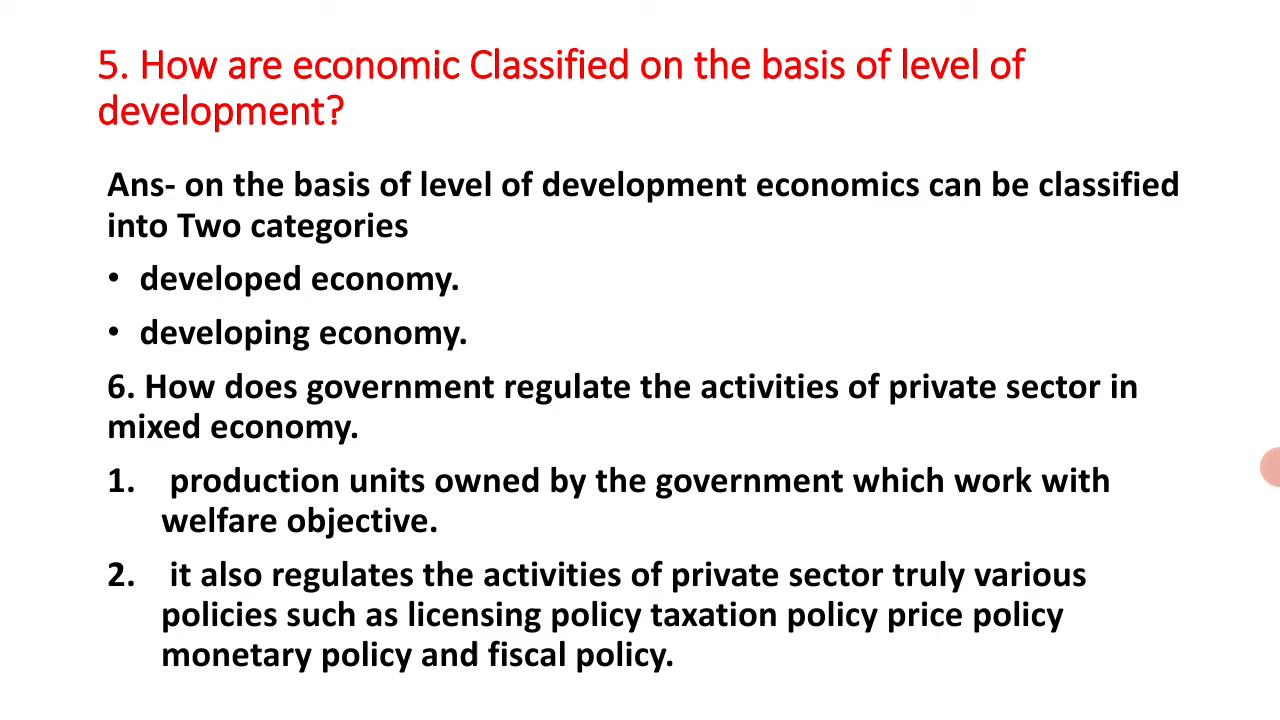 5. How are economic Classified on the basis of level of
development?
Ans- on the basis of level of development economics can be classified
into Two categories
• developed economy.
• developing economy.
6. How does government regulate the activities of private sector in
mixed economy.
1. production units owned by the government which work with
welfare objective.
2. it also regulates the activities of private sector truly various
policies such as licensing policy taxation policy price policy
monetary policy and fiscal policy.